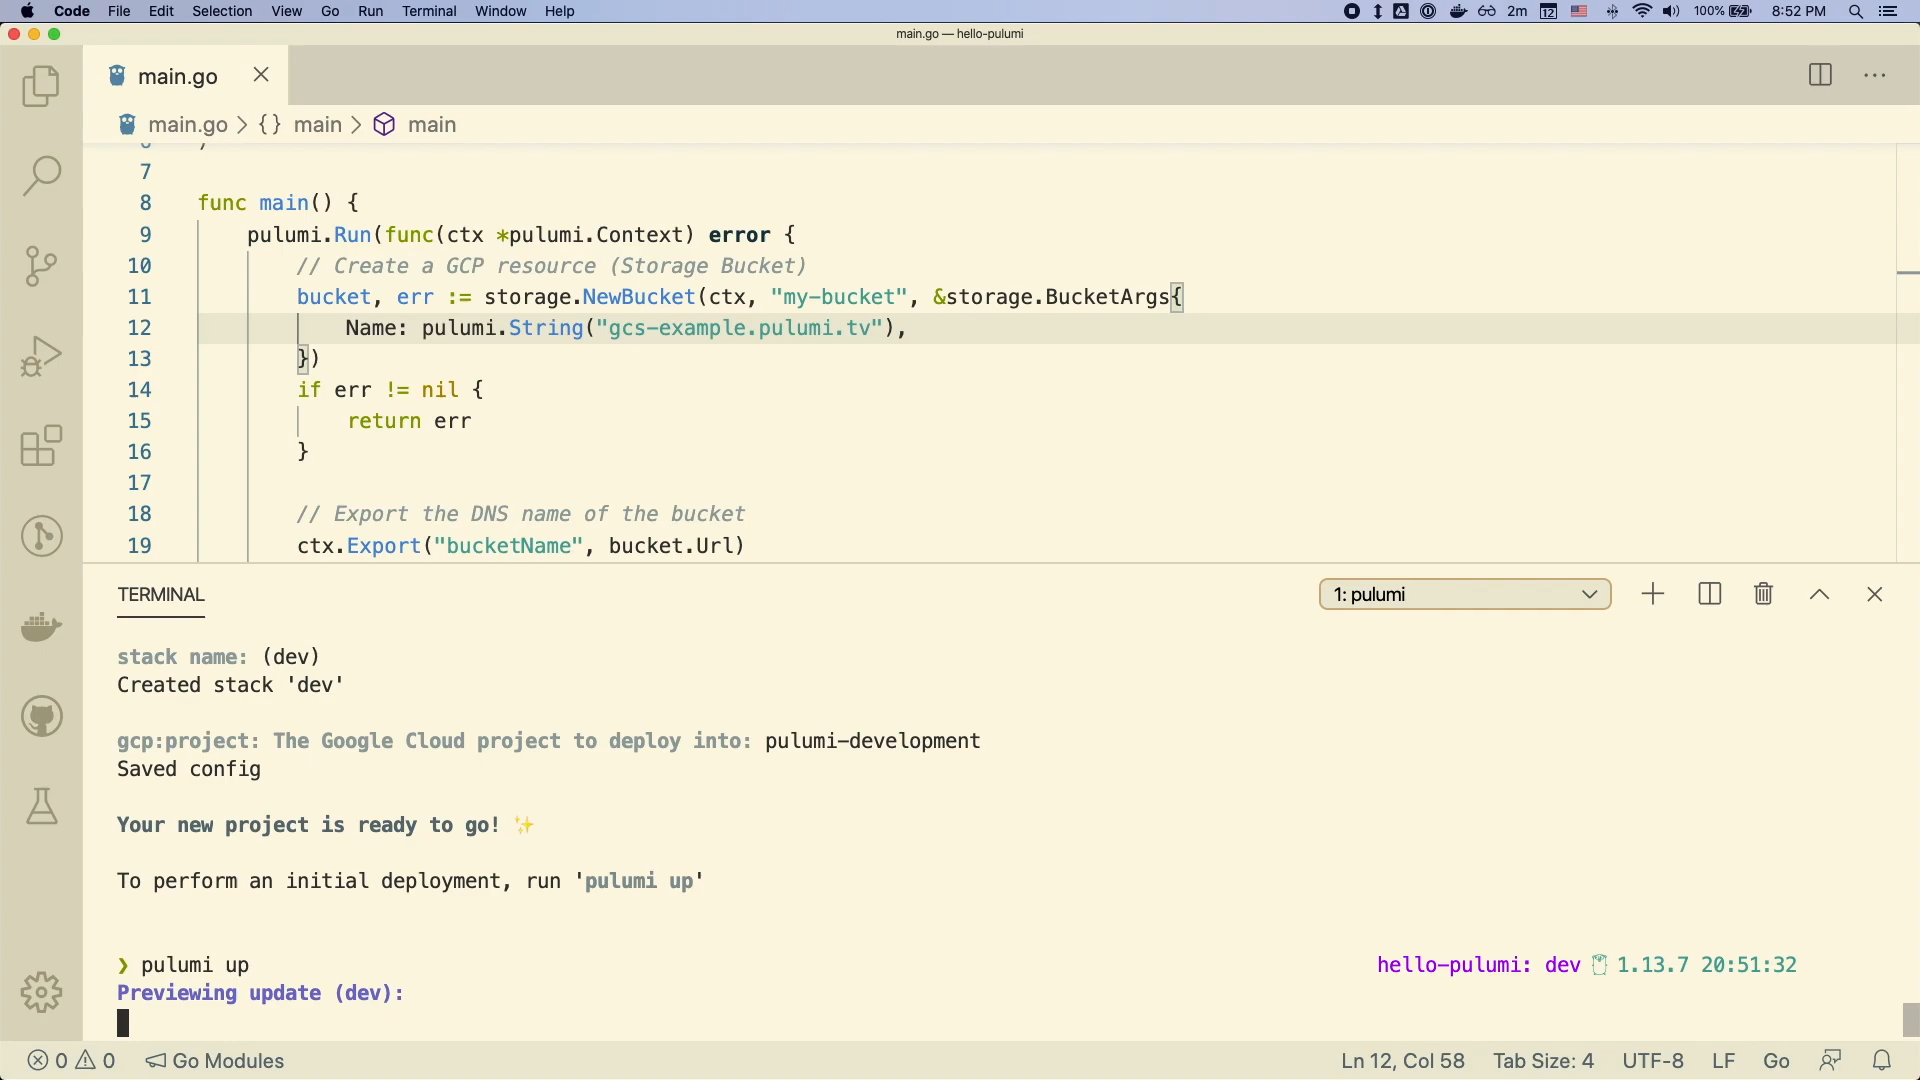 Code File Edit Selection View Go Run Terminal Window Help 2m 12 100% 8:52 PM
main.go — hello-pulumi
main.go
main.go > {} main > main
6 )
7
8 func main() {
9 pulumi.Run(func(ctx *pulumi.Context) error {
10 // Create a GCP resource (Storage Bucket)
11 bucket, err := storage.NewBucket(ctx, "my-bucket", &storage.BucketArgs{
12 Name: pulumi.String("gcs-example.pulumi.tv"),
13 })
14 if err != nil {
15 return err
16 }
17
18 // Export the DNS name of the bucket
19 ctx.Export("bucketName", bucket.Url)
TERMINAL 1: pulumi
stack name: (dev)
Created stack 'dev'
gcp:project: The Google Cloud project to deploy into: pulumi-development
Saved config
Your new project is ready to go! ✨
To perform an initial deployment, run 'pulumi up'
❯ pulumi up hello-pulumi: dev 1.13.7 20:51:32
Previewing update (dev):
0 0 Go Modules Ln 12, Col 58 Tab Size: 4 UTF-8 LF Go